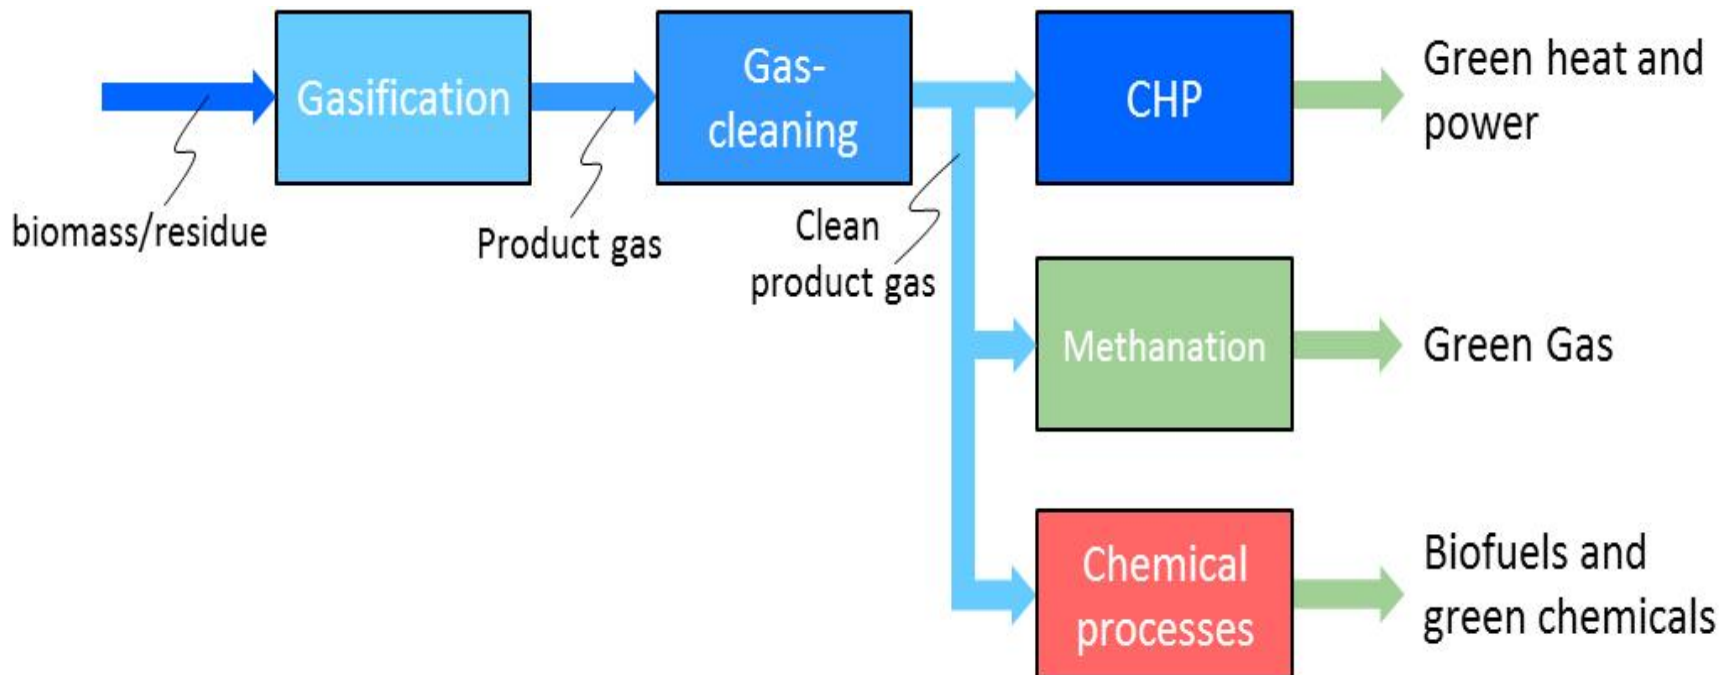 Gasification
Gas-
cleaning
CHP
Green heat and
power
biomass/residue
Product gas
Clean
product gas
Methanation
Green Gas
Chemical
processes
Biofuels and
green chemicals